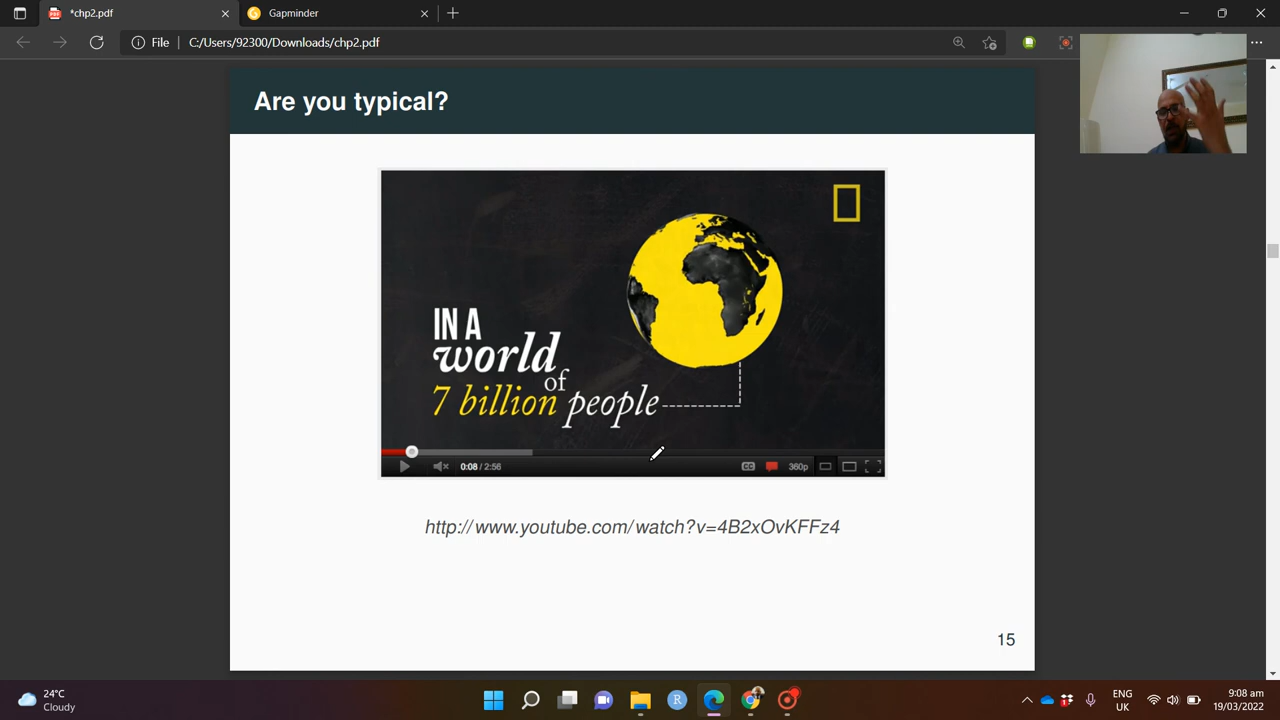 *chp2.pdf
Gapminder
File
C:/Users/92300/Downloads/chp2.pdf
Are you typical?
IN A
world
of
7 billion people
0:08 / 2:56
CC
360p
http://www.youtube.com/watch?v=4B2xOvKFFz4
15
24°C
Cloudy
R
ENG
UK
9:08 am
19/03/2022